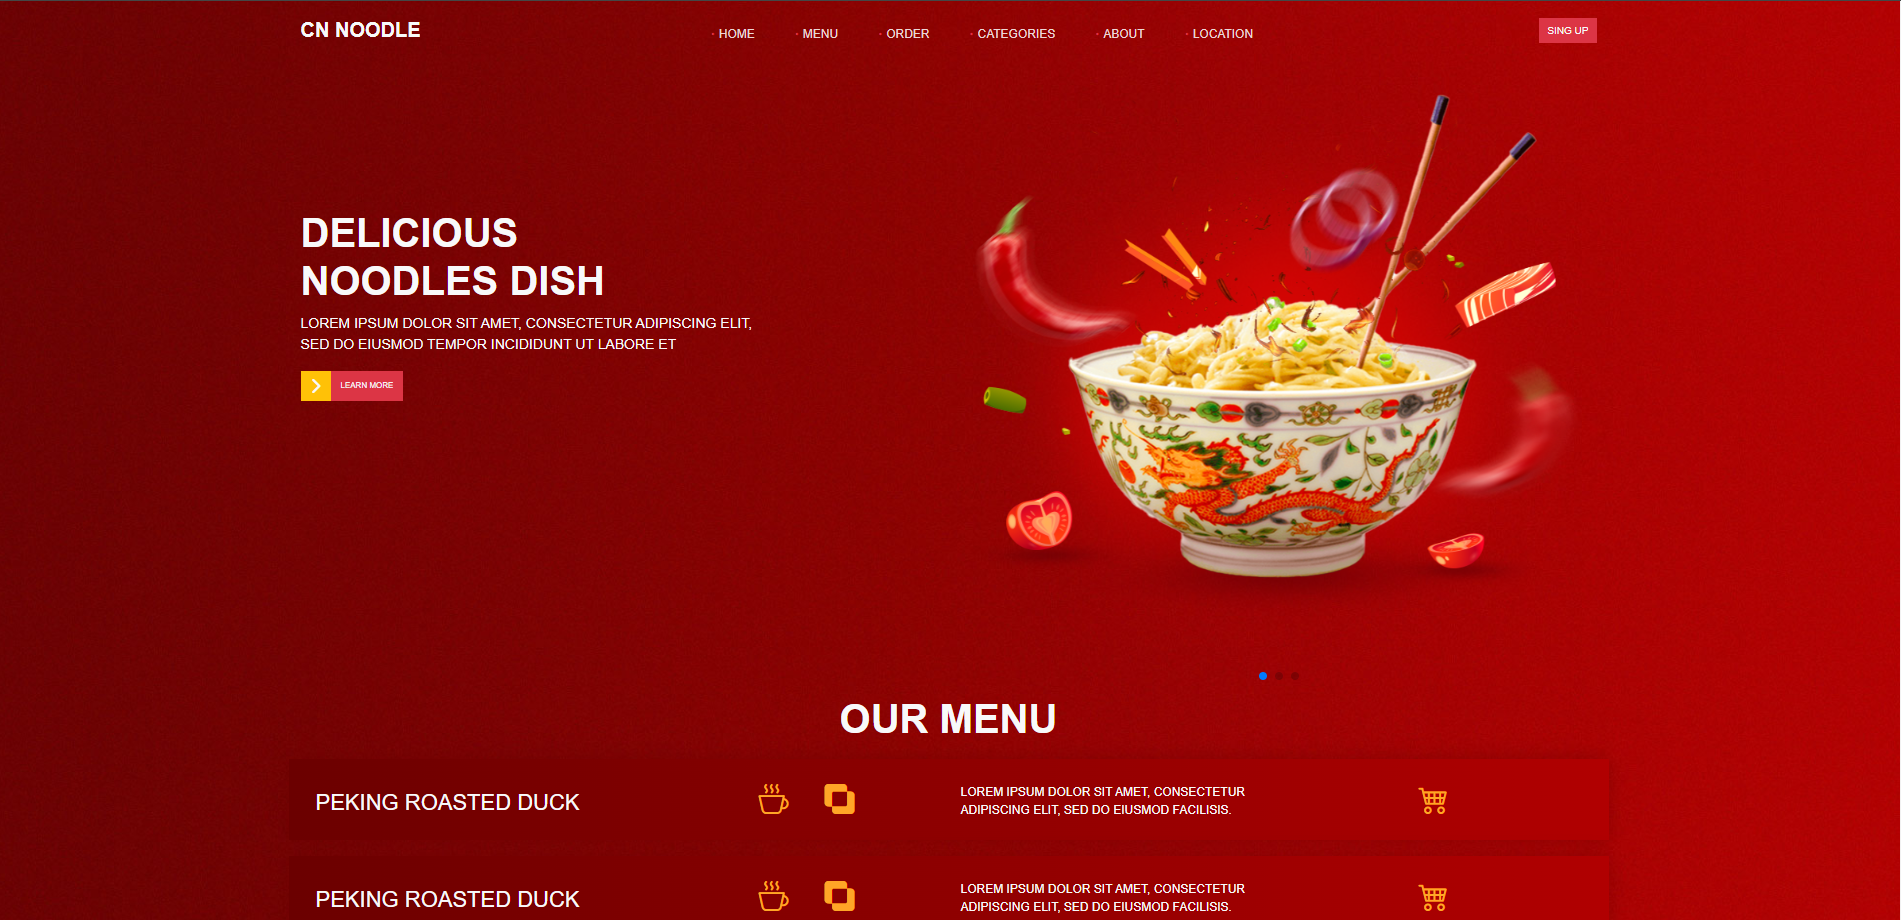 CN NOODLE
HOME
MENU
ORDER
CATEGORIES
ABOUT
LOCATION
SING UP
DELICIOUS
NOODLES DISH
LOREM IPSUM DOLOR SIT AMET, CONSECTETUR ADIPISCING ELIT,
SED DO EIUSMOD TEMPOR INCIDIDUNT UT LABORE ET
LEARN MORE
OUR MENU
PEKING ROASTED DUCK
LOREM IPSUM DOLOR SIT AMET, CONSECTETUR
ADIPISCING ELIT, SED DO EIUSMOD FACILISIS.
PEKING ROASTED DUCK
LOREM IPSUM DOLOR SIT AMET, CONSECTETUR
ADIPISCING ELIT, SED DO EIUSMOD FACILISIS.